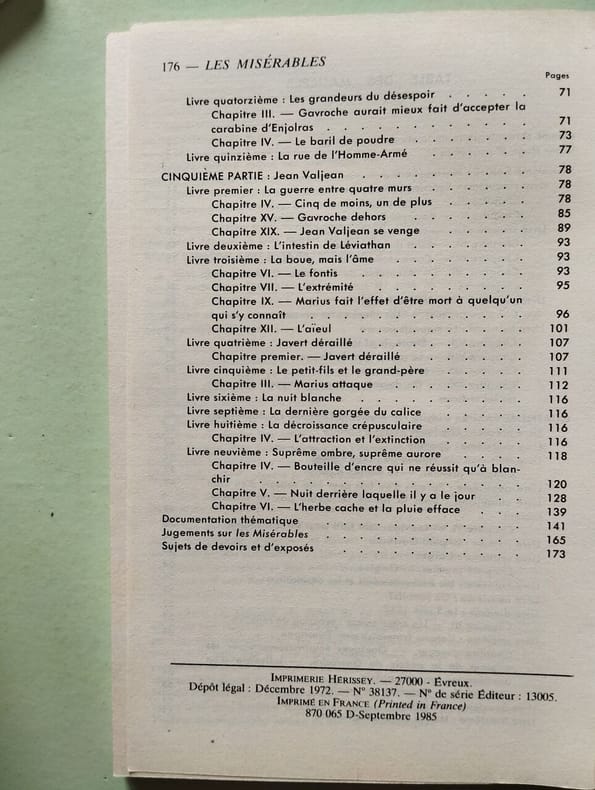 176 — LES MISÉRABLES
Pages
Livre quatorzième : Les grandeurs du désespoir . . . . . 71
Chapitre III. — Gavroche aurait mieux fait d'accepter la
carabine d'Enjolras . . . . . . . . . . . 71
Chapitre IV. — Le baril de poudre . . . . . . 73
Livre quinzième : La rue de l'Homme-Armé . . . . . . 77
CINQUIÈME PARTIE : Jean Valjean . . . . . . . . 78
Livre premier : La guerre entre quatre murs . . . . . . 78
Chapitre IV. — Cinq de moins, un de plus . . . . . 78
Chapitre XV. — Gavroche dehors . . . . . . . 85
Chapitre XIX. — Jean Valjean se venge . . . . . . 89
Livre deuxième : L'intestin de Léviathan . . . . . . 93
Livre troisième : La boue, mais l'âme . . . . . . . 93
Chapitre VI. — Le fontis . . . . . . . . 93
Chapitre VII. — L'extrémité . . . . . . . . 95
Chapitre IX. — Marius fait l'effet d'être mort à quelqu'un
qui s'y connaît . . . . . . . . . . 96
Chapitre XII. — L'aïeul . . . . . . . . . 101
Livre quatrième : Javert déraillé . . . . . . . . 107
Chapitre premier. — Javert déraillé . . . . . 107
Livre cinquième : Le petit-fils et le grand-père . . . . . 111
Chapitre III. — Marius attaque . . . . . . . 112
Livre sixième : La nuit blanche . . . . . . . . 116
Livre septième : La dernière gorgée du calice . . . . . 116
Livre huitième : La décroissance crépusculaire . . . . . 116
Chapitre IV. — L'attraction et l'extinction . . . . . 116
Livre neuvième : Suprême ombre, suprême aurore . . . . 118
Chapitre IV. — Bouteille d'encre qui ne réussit qu'à blan-
chir . . . . . . . . . . . . . 120
Chapitre V. — Nuit derrière laquelle il y a le jour . . . 128
Chapitre VI. — L'herbe cache et la pluie efface . . . 139
Documentation thématique . . . . . . . . . . 141
Jugements sur les Misérables . . . . . . . . . . 165
Sujets de devoirs et d'exposés . . . . . . . . . 173
IMPRIMERIE HÉRISSEY. — 27000 - Évreux.
Dépôt légal : Décembre 1972. — N° 38137. — N° de série Éditeur : 13005.
IMPRIMÉ EN FRANCE (Printed in France)
870 065 D-Septembre 1985